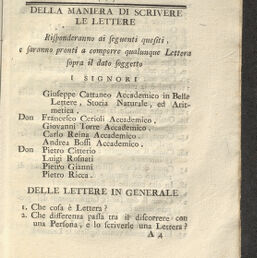 DELLA MANIERA DI SCRIVERE
LE LETTERE
Risponderanno ai seguenti quesiti,
e saranno pronti a comporre qualunque Lettera
sopra il dato soggetto
I SIGNORI
Giuseppe Cattaneo Accademico in Belle
Lettere, Storia Naturale, ed Arit-
metica.
Don Francesco Cerioli Accademico.
Giovanni Torre Accademico.
Carlo Reina Accademico.
Andrea Bossi Accademico.
Don Pietro Citterio
Luigi Rosnati
Pietro Gianni
Pietro Ricca.
DELLE LETTERE IN GENERALE
1. Che cosa è Lettera?
2. Che differenza passa tra il discorrere con
una Persona, e lo scriverle una Lettera?
A 4